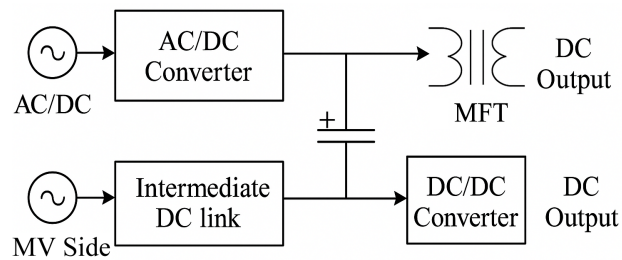 AC/DC
Converter
AC/DC
DC
Output
MFT
+
Intermediate
DC link
MV Side
DC/DC
Converter
DC
Output